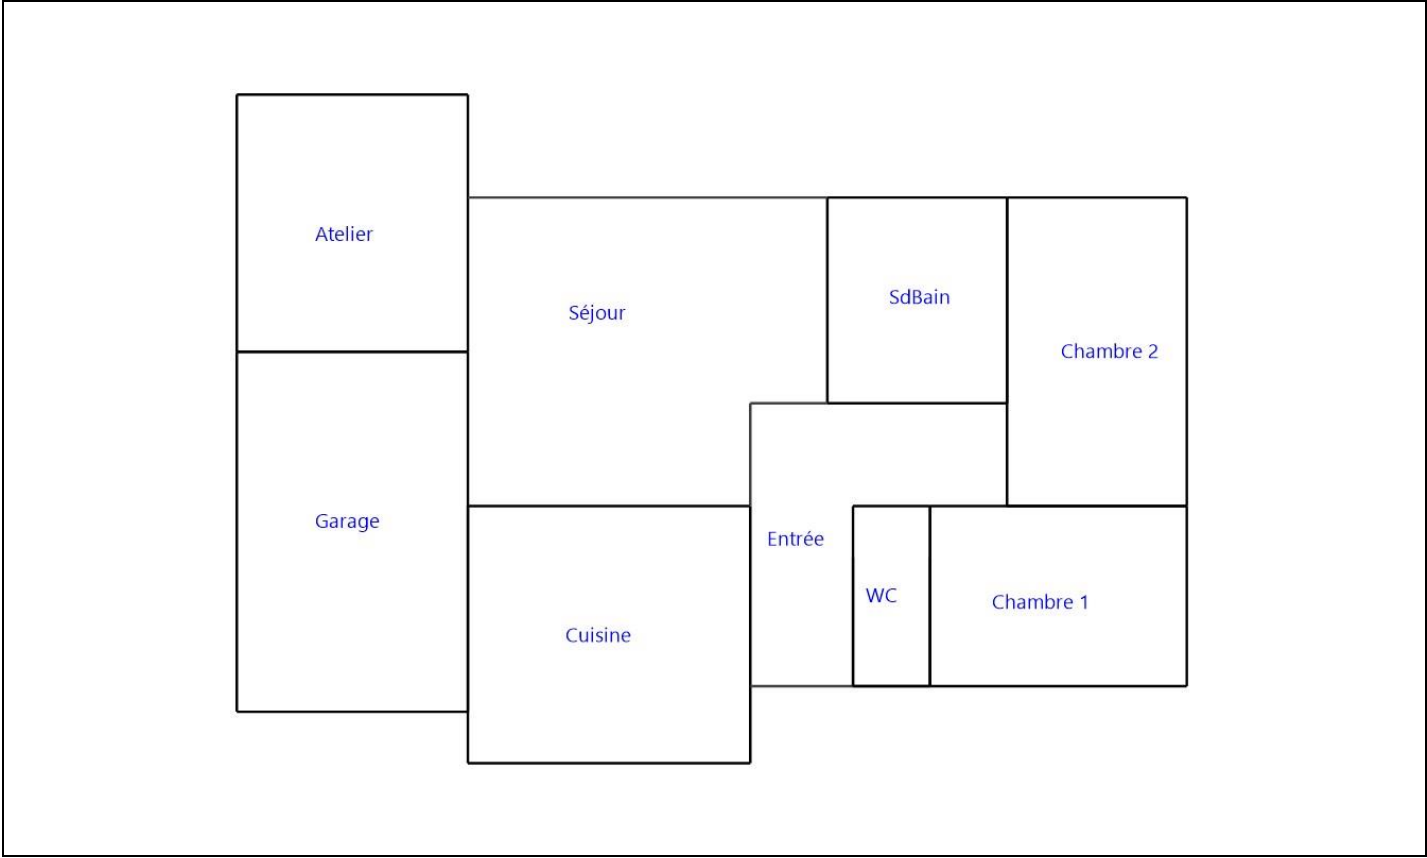 Atelier
Séjour
SdBain
Chambre 2
Garage
Entrée
WC
Chambre 1
Cuisine